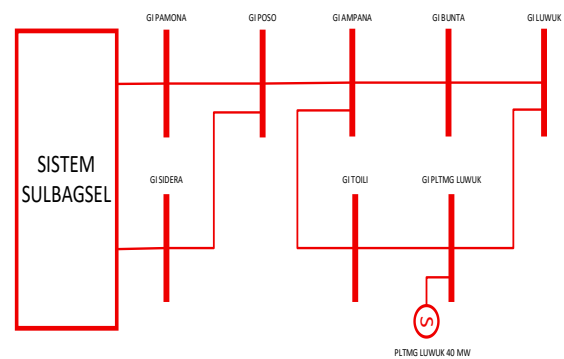 GI PAMONA
GI POSO
GI AMPANA
GI BUNTA
GI LUWUK
SISTEM
SULBAGSEL
GI SIDERA
GI TOILI
GI PLTMG LUWUK
S
PLTMG LUWUK 40 MW